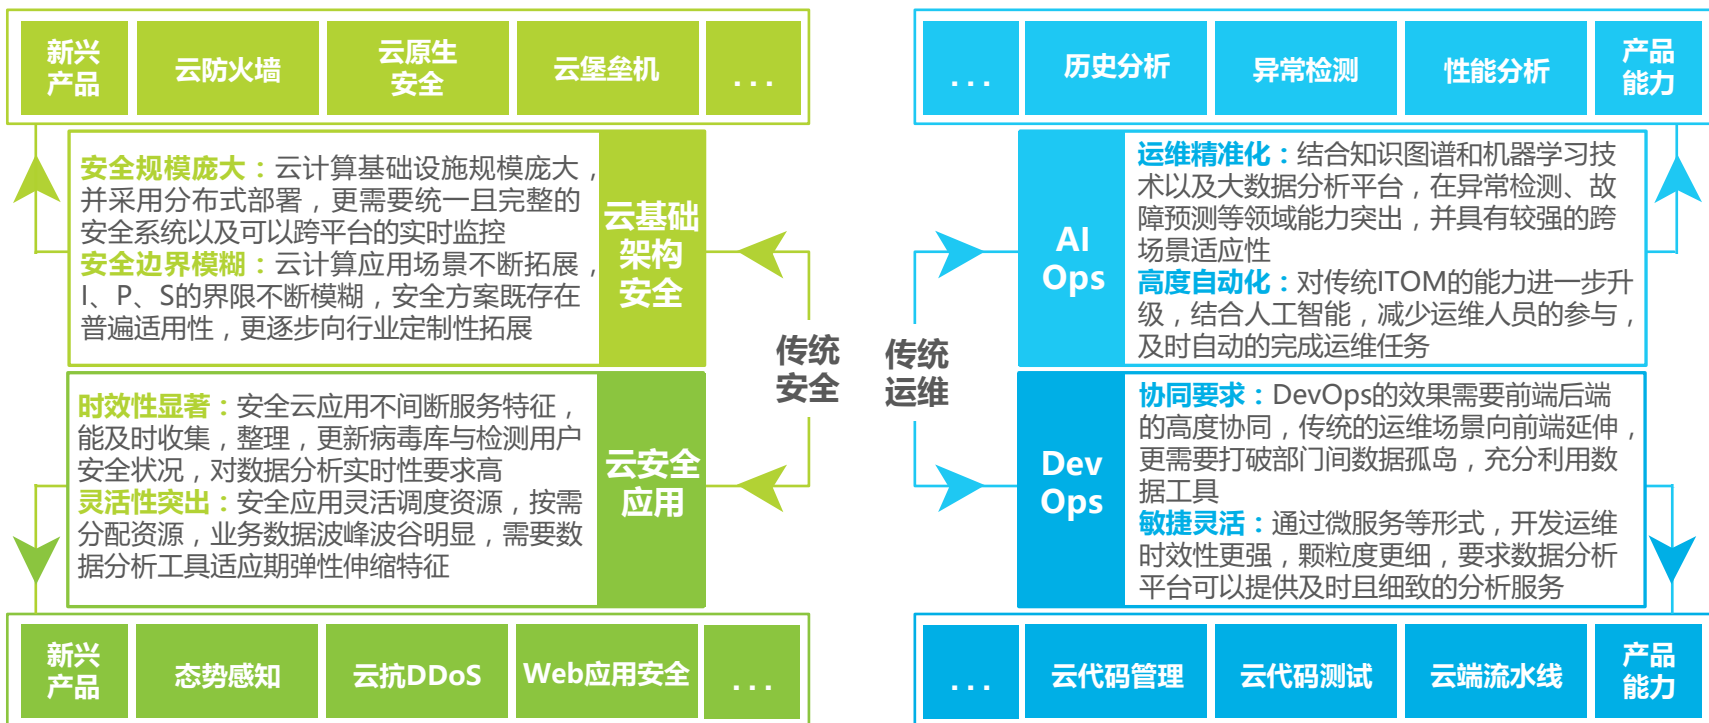 新兴
产品
云防火墙
云原生
安全
云堡垒机
...
安全规模庞大：云计算基础设施规模庞大，
并采用分布式部署，更需要统一且完整的
安全系统以及可以跨平台的实时监控
安全边界模糊：云计算应用场景不断拓展，
I、P、S的界限不断模糊，安全方案既存在
普遍适用性，更逐步向行业定制性拓展
云基础
架构
安全
时效性显著：安全云应用不间断服务特征，
能及时收集，整理，更新病毒库与检测用户
安全状况，对数据分析实时性要求高
灵活性突出：安全应用灵活调度资源，按需
分配资源，业务数据波峰波谷明显，需要数
据分析工具适应期弹性伸缩特征
云安全
应用
新兴
产品
态势感知
云抗DDoS
Web应用安全
...
传统
安全
传统
运维
...
历史分析
异常检测
性能分析
产品
能力
AI
Ops
运维精准化：结合知识图谱和机器学习技
术以及大数据分析平台，在异常检测、故
障预测等领域能力突出，并具有较强的跨
场景适应性
高度自动化：对传统ITOM的能力进一步升
级，结合人工智能，减少运维人员的参与，
及时自动的完成运维任务
Dev
Ops
协同要求：DevOps的效果需要前端后端
的高度协同，传统的运维场景向前端延伸，
更需要打破部门间数据孤岛，充分利用数
据工具
敏捷灵活：通过微服务等形式，开发运维
时效性更强，颗粒度更细，要求数据分析
平台可以提供及时且细致的分析服务
...
云代码管理
云代码测试
云端流水线
产品
能力